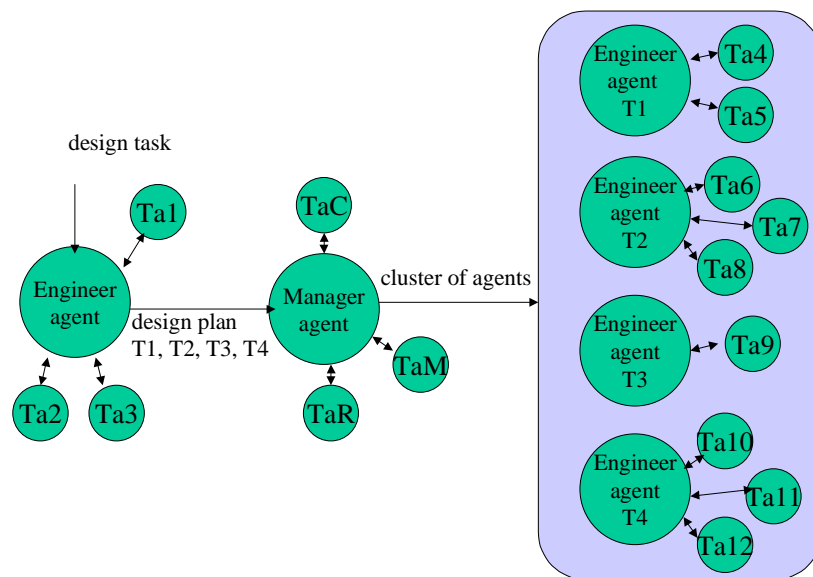 design task
Ta1
Engineer
agent
Ta2
Ta3
design plan
T1, T2, T3, T4
TaC
Manager
agent
TaM
TaR
cluster of agents
Engineer
agent
T1
Ta4
Ta5
Engineer
agent
T2
Ta6
Ta7
Ta8
Engineer
agent
T3
Ta9
Engineer
agent
T4
Ta10
Ta11
Ta12